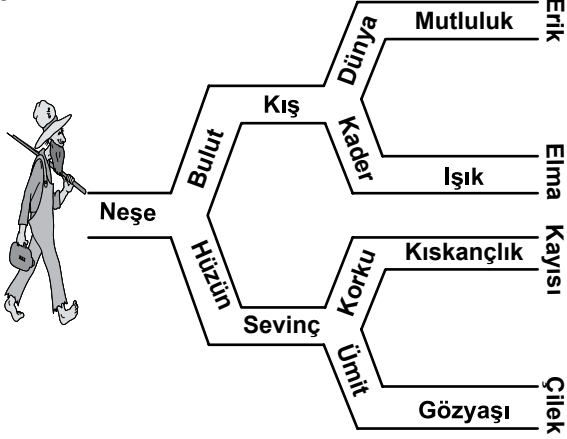 Neşe
Bulut
Hüzün
Kış
Sevinç
Dünya
Kader
Korku
Ümit
Mutluluk
Işık
Kıskançlık
Gözyaşı
Erik
Elma
Kayısı
Çilek